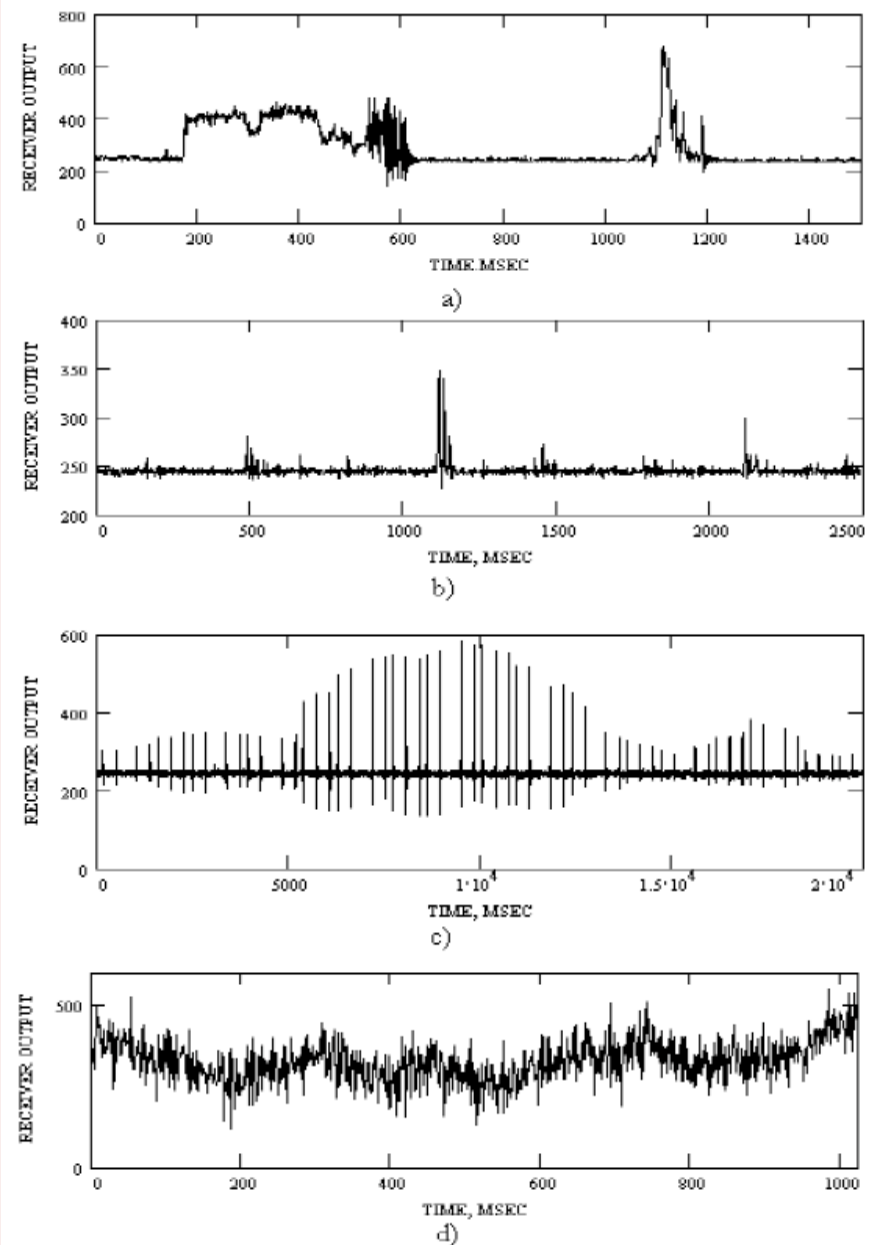 800
600
400
200
0
RECEIVER OUTPUT
0 200 400 600 800 1000 1200 1400
TIME.MSEC
a)
400
350
300
250
200
RECEIVER OUTPUT
0 500 1000 1500 2000 2500
TIME, MSEC
b)
600
400
200
0
RECEIVER OUTPUT
0 5000 1·10⁴ 1.5·10⁴ 2·10⁴
TIME, MSEC
c)
500
0
RECEIVER OUTPUT
0 200 400 600 800 1000
TIME, MSEC
d)